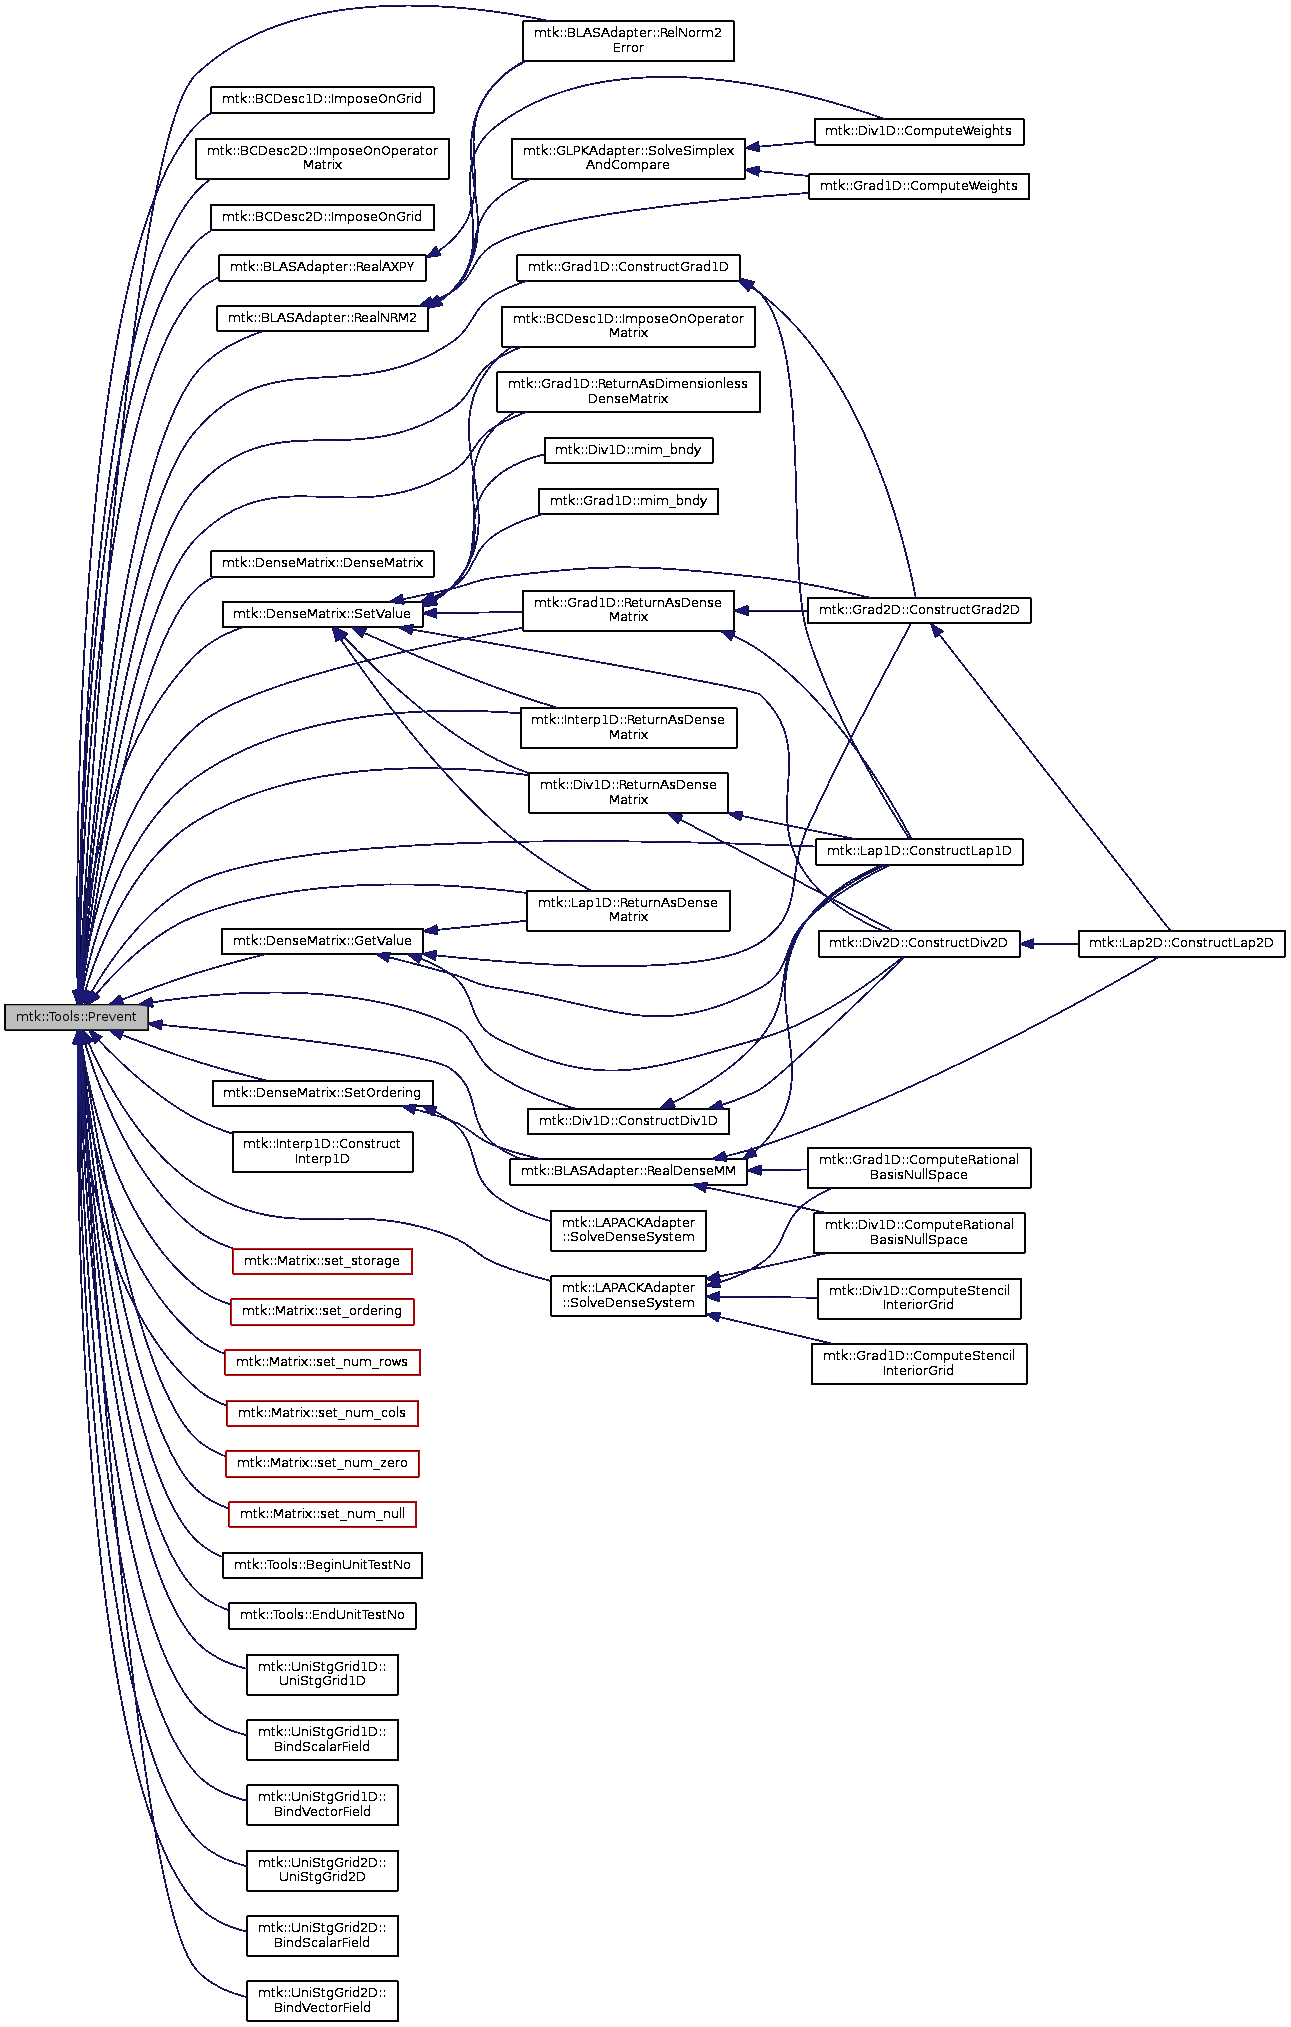 mtk::BLASAdapter::RelNorm2
Error
mtk::BCDesc1D::ImposeOnGrid
mtk::Div1D::ComputeWeights
mtk::BCDesc2D::ImposeOnOperator
Matrix
mtk::GLPKAdapter::SolveSimplex
AndCompare
mtk::Grad1D::ComputeWeights
mtk::BCDesc2D::ImposeOnGrid
mtk::BLASAdapter::RealAXPY
mtk::Grad1D::ConstructGrad1D
mtk::BLASAdapter::RealNRM2
mtk::BCDesc1D::ImposeOnOperator
Matrix
mtk::Grad1D::ReturnAsDimensionless
DenseMatrix
mtk::Div1D::mim_bndy
mtk::Grad1D::mim_bndy
mtk::DenseMatrix::DenseMatrix
mtk::DenseMatrix::SetValue
mtk::Grad1D::ReturnAsDense
Matrix
mtk::Grad2D::ConstructGrad2D
mtk::Interp1D::ReturnAsDense
Matrix
mtk::Div1D::ReturnAsDense
Matrix
mtk::Lap1D::ConstructLap1D
mtk::Lap1D::ReturnAsDense
Matrix
mtk::DenseMatrix::GetValue
mtk::Div2D::ConstructDiv2D
mtk::Lap2D::ConstructLap2D
mtk::Tools::Prevent
mtk::DenseMatrix::SetOrdering
mtk::Div1D::ConstructDiv1D
mtk::Interp1D::Construct
Interp1D
mtk::BLASAdapter::RealDenseMM
mtk::Grad1D::ComputeRational
BasisNullSpace
mtk::LAPACKAdapter
::SolveDenseSystem
mtk::Div1D::ComputeRational
BasisNullSpace
mtk::Matrix::set_storage
mtk::LAPACKAdapter
::SolveDenseSystem
mtk::Div1D::ComputeStencil
InteriorGrid
mtk::Matrix::set_ordering
mtk::Matrix::set_num_rows
mtk::Grad1D::ComputeStencil
InteriorGrid
mtk::Matrix::set_num_cols
mtk::Matrix::set_num_zero
mtk::Matrix::set_num_null
mtk::Tools::BeginUnitTestNo
mtk::Tools::EndUnitTestNo
mtk::UniStgGrid1D::
UniStgGrid1D
mtk::UniStgGrid1D::
BindScalarField
mtk::UniStgGrid1D::
BindVectorField
mtk::UniStgGrid2D::
UniStgGrid2D
mtk::UniStgGrid2D::
BindScalarField
mtk::UniStgGrid2D::
BindVectorField